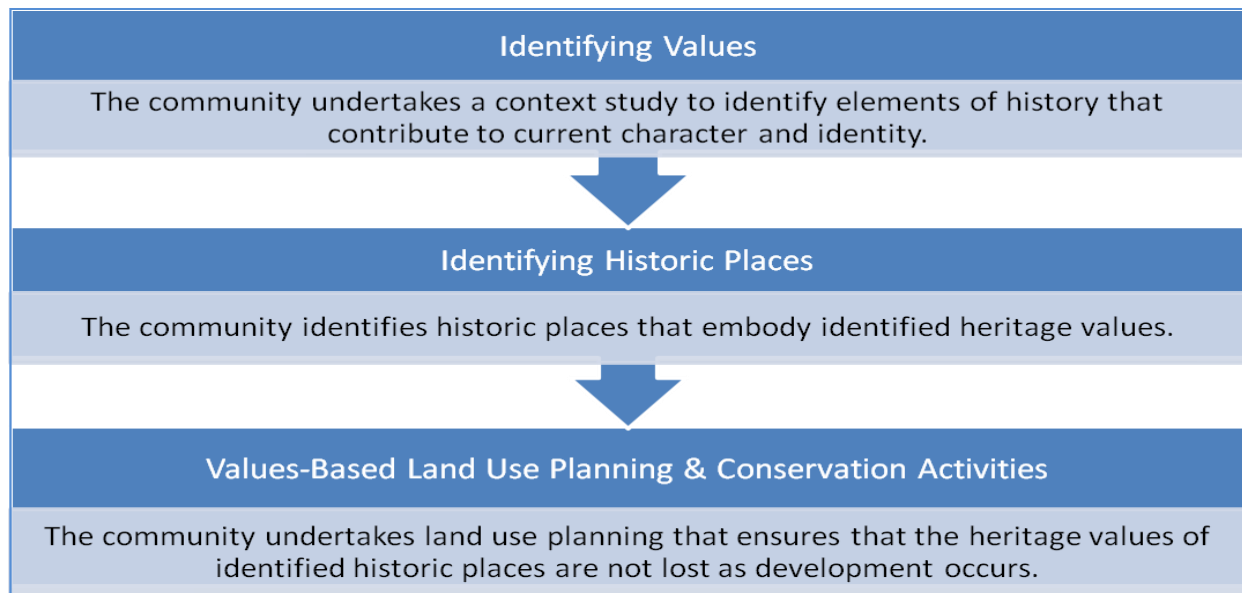 Identifying Values
The community undertakes a context study to identify elements of history that
contribute to current character and identity.
Identifying Historic Places
The community identifies historic places that embody identified heritage values.
Values-Based Land Use Planning & Conservation Activities
The community undertakes land use planning that ensures that the heritage values of
identified historic places are not lost as development occurs.